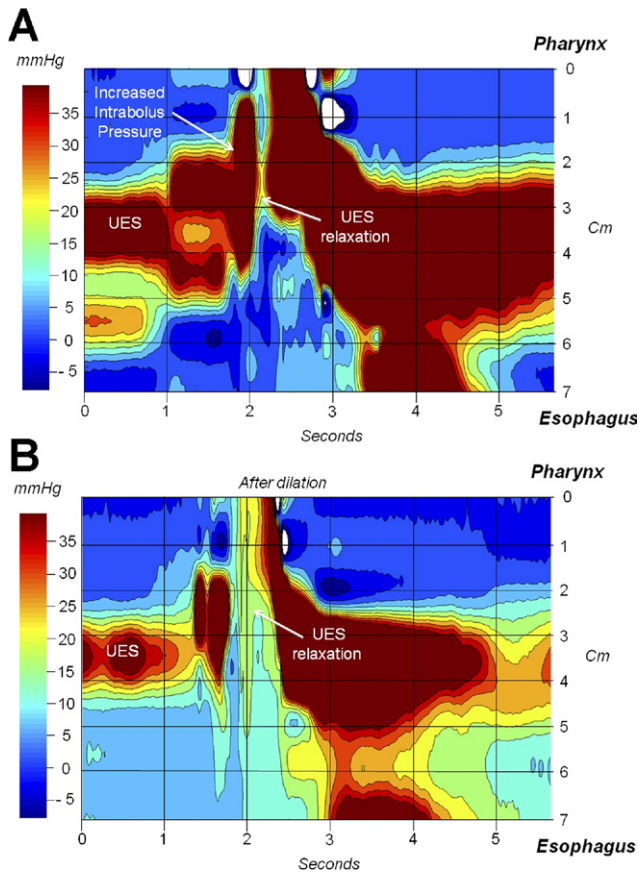 A
mmHg
Pharynx
35
30
25
20
15
10
5
0
- 5
Increased
Intrabolus
Pressure
UES
UES
relaxation
0
1
2
3
Cm
4
5
6
7
0 1 2 3 4 5
Seconds
Esophagus
B
After dilation
mmHg
Pharynx
35
30
25
20
15
10
5
0
- 5
UES
UES
relaxation
0
1
2
3
Cm
4
5
6
7
0 1 2 3 4 5
Seconds
Esophagus